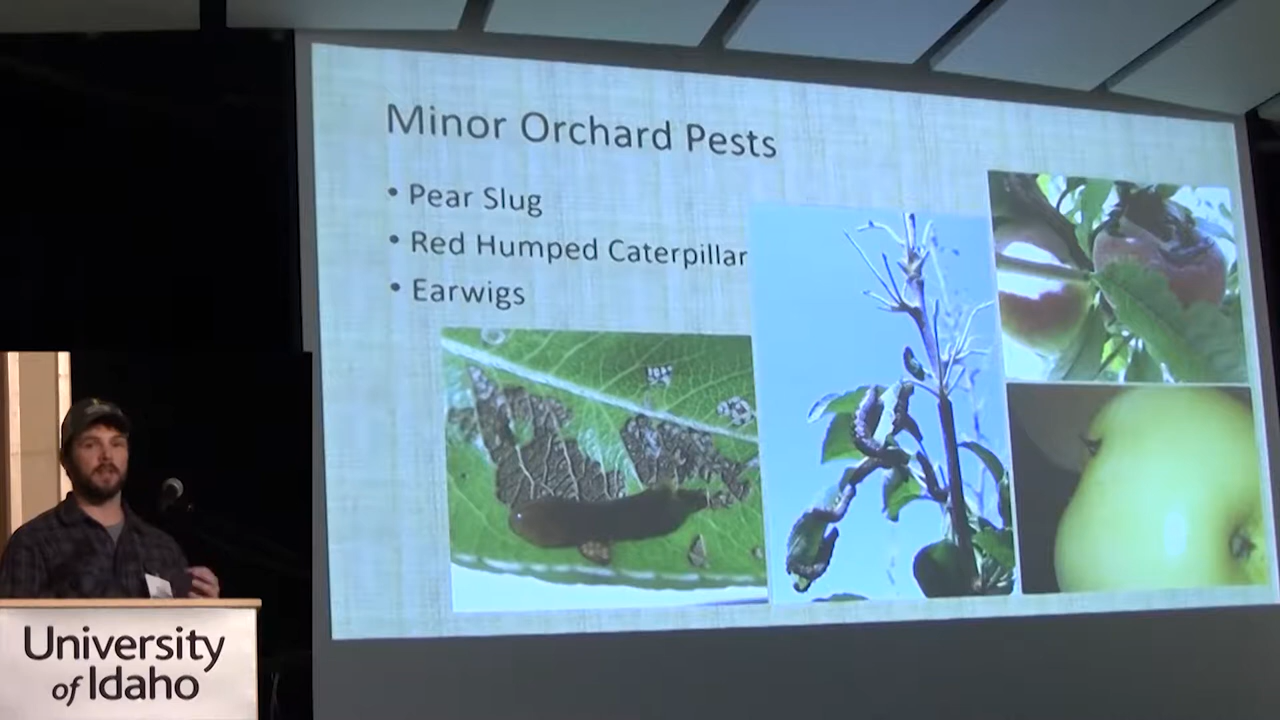 Minor Orchard Pests
• Pear Slug
• Red Humped Caterpillar
• Earwigs
University
of Idaho